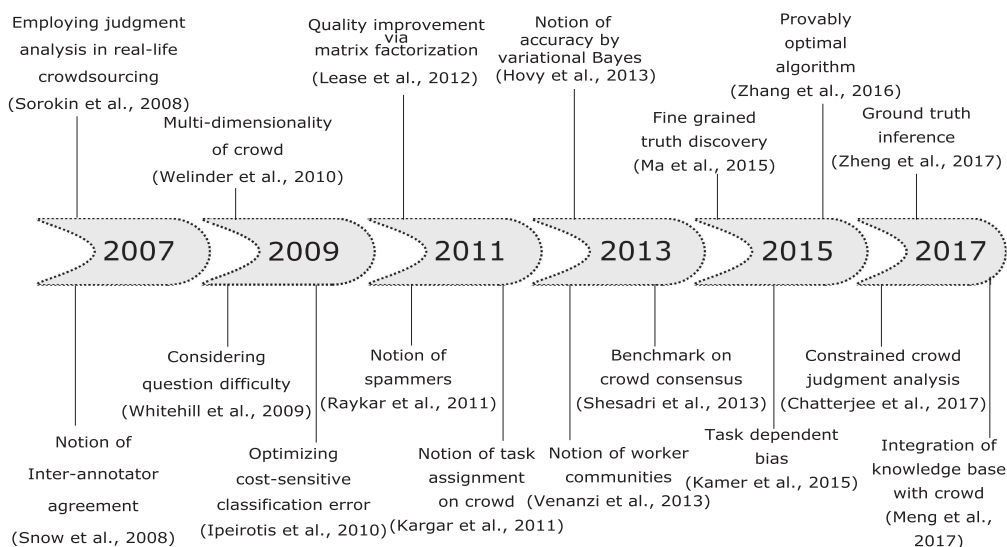 Employing judgment
analysis in real-life
crowdsourcing
(Sorokin et al., 2008)
Multi-dimensionality
of crowd
(Welinder et al., 2010)
Quality improvement
via
matrix factorization
(Lease et al., 2012)
Notion of
accuracy by
variational Bayes
(Hovy et al., 2013)
Fine grained
truth discovery
(Ma et al., 2015)
Provably
optimal
algorithm
(Zhang et al., 2016)
Ground truth
inference
(Zheng et al., 2017)
2007
2009
2011
2013
2015
2017
Notion of
Inter-annotator
agreement
(Snow et al., 2008)
Considering
question difficulty
(Whitehill et al., 2009)
Optimizing
cost-sensitive
classification error
(Ipeirotis et al., 2010)
Notion of
spammers
(Raykar et al., 2011)
Notion of task
assignment
on crowd
(Kargar et al., 2011)
Notion of worker
communities
(Venanzi et al., 2013)
Benchmark on
crowd consensus
(Shesadri et al., 2013)
Task dependent
bias
(Kamer et al., 2015)
Constrained crowd
judgment analysis
(Chatterjee et al., 2017)
Integration of
knowledge base
with crowd
(Meng et al.,
2017)